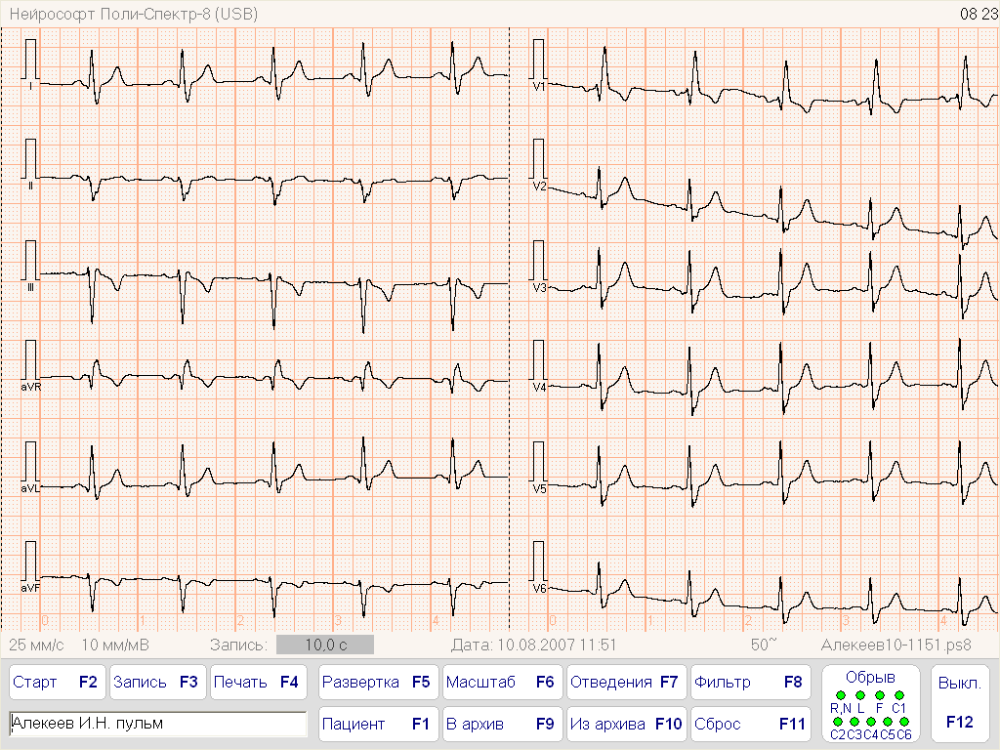 Нейрософт Поли-Спектр-8 (USB) 08 23
I V1
II V2
III V3
aVR V4
aVL V5
aVF V6
0 1 2 3 4 0 1 2 3 4
25 мм/с 10 мм/мВ Запись: 10,0 с Дата: 10.08.2007 11:51 50~ Алекеев10-1151.ps8
Старт F2 Запись F3 Печать F4 Развертка F5 Масштаб F6 Отведения F7 Фильтр F8 Обрыв Выкл.
R,N L F C1
Алекеев И.Н. пульм Пациент F1 В архив F9 Из архива F10 Сброс F11 F12
C2 C3 C4 C5 C6